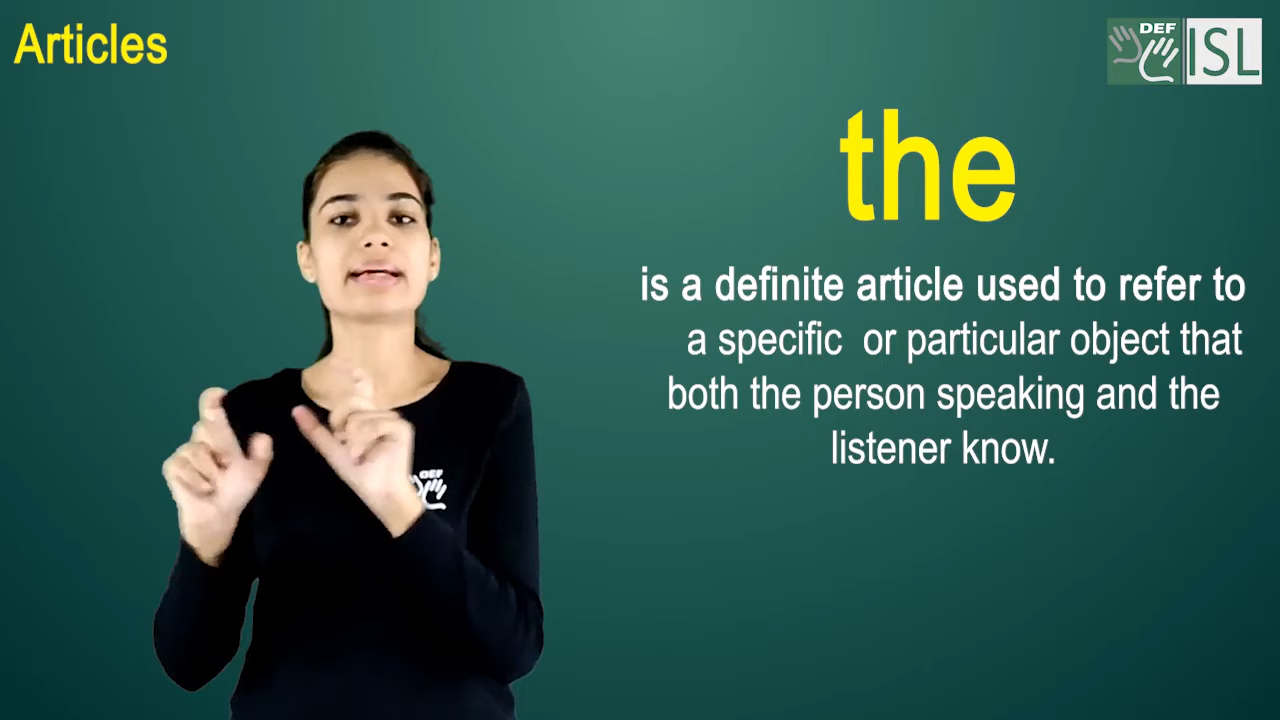 Articles
DEF
ISL
the
is a definite article used to refer to
a specific or particular object that
both the person speaking and the
listener know.
DEF